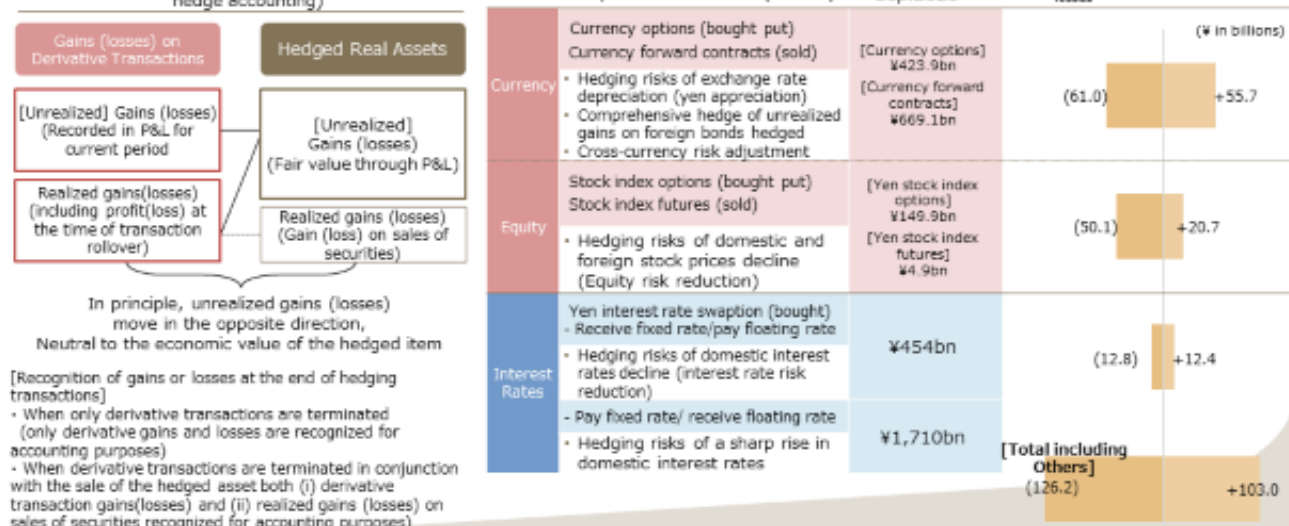 hedge accounting)
Gains (losses) on
Derivative Transactions
Hedged Real Assets
[Unrealized] Gains (losses)
(Recorded in P&L for
current period
[Unrealized]
Gains (losses)
(Fair value through P&L)
Realized gains(losses)
(including profit(loss) at
the time of transaction
rollover)
Realized gains (losses)
(Gain (loss) on sales of
securities)
In principle, unrealized gains (losses)
move in the opposite direction,
Neutral to the economic value of the hedged item
[Recognition of gains or losses at the end of hedging
transactions]
- When only derivative transactions are terminated
(only derivative gains and losses are recognized for
accounting purposes)
- When derivative transactions are terminated in conjunction
with the sale of the hedged asset both (i) derivative
transaction gains(losses) and (ii) realized gains (losses) on
sales of securities recognized for accounting purposes)
losses
(¥ in billions)
Currency
Currency options (bought put)
Currency forward contracts (sold)
• Hedging risks of exchange rate
depreciation (yen appreciation)
• Comprehensive hedge of unrealized
gains on foreign bonds hedged
• Cross-currency risk adjustment
[Currency options]
¥423.9bn
[Currency forward
contracts]
¥669.1bn
(61.0)
+55.7
Equity
Stock index options (bought put)
Stock index futures (sold)
• Hedging risks of domestic and
foreign stock prices decline
(Equity risk reduction)
[Yen stock index
options]
¥149.9bn
[Yen stock index
futures]
¥4.9bn
(50.1)
+20.7
Interest
Rates
Yen interest rate swaption (bought)
- Receive fixed rate/pay floating rate
• Hedging risks of domestic interest
rates decline (interest rate risk
reduction)
¥454bn
(12.8)
+12.4
- Pay fixed rate/ receive floating rate
• Hedging risks of a sharp rise in
domestic interest rates
¥1,710bn
[Total including
Others]
(126.2)
+103.0